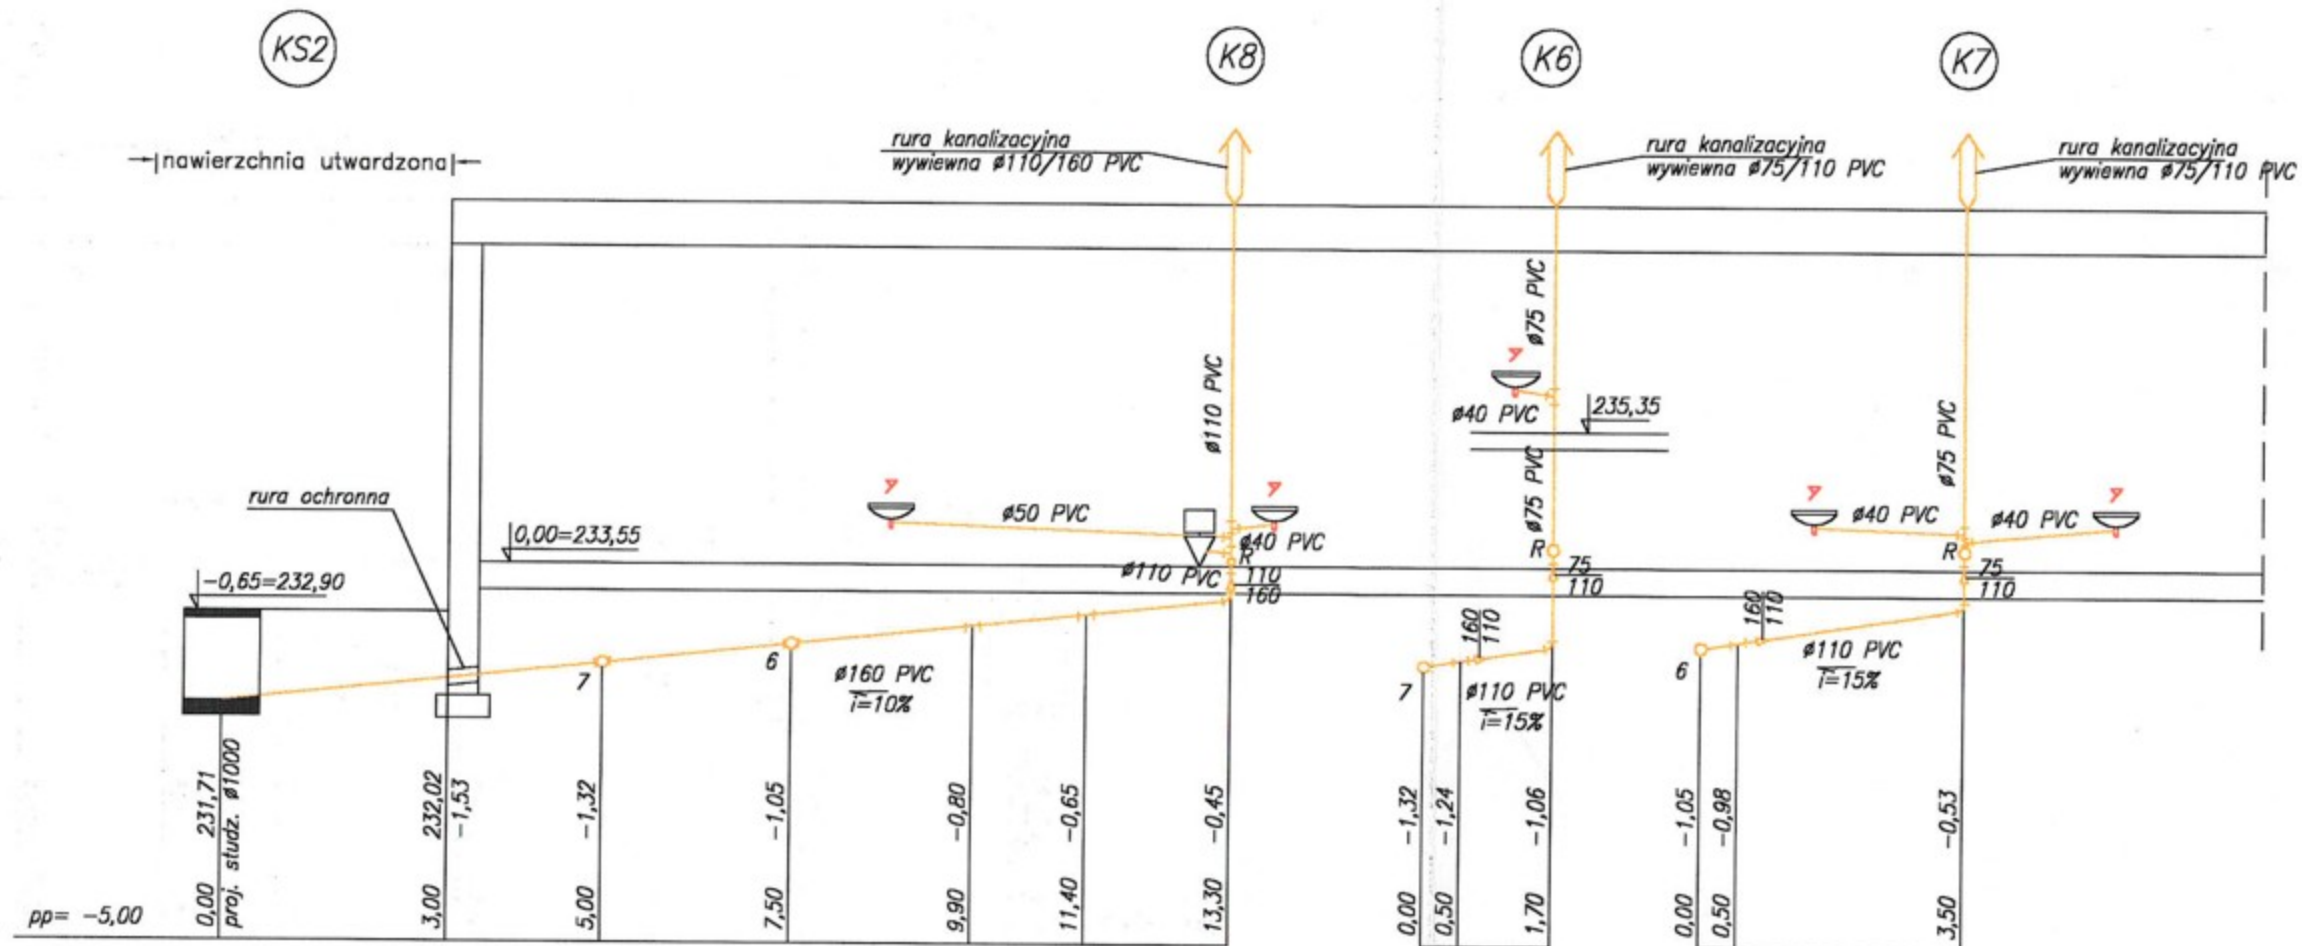 KS2
K8
K6
K7
nawierzchnia utwardzona
rura kanalizacyjna
wywiewna ø110/160 PVC
rura kanalizacyjna
wywiewna ø75/110 PVC
rura kanalizacyjna
wywiewna ø75/110 PVC
ø75 PVC
ø110 PVC
ø40 PVC
235,35
ø75 PVC
ø75 PVC
rura ochronna
0,00=233,55
ø50 PVC
ø40 PVC
R
ø110 PVC
110
160
R
75
110
ø40 PVC
ø40 PVC
R
75
110
-0,65=232,90
7
6
ø160 PVC
i=10%
160
110
7
ø110 PVC
i=15%
160
110
6
ø110 PVC
i=15%
231,71
proj. studz. ø1000
232,02
-1,53
-1,32
-1,05
-0,80
-0,65
-0,45
-1,32
-1,24
-1,06
-1,05
-0,98
-0,53
pp= -5,00
0,00
3,00
5,00
7,50
9,90
11,40
13,30
0,00
0,50
1,70
0,00
0,50
3,50